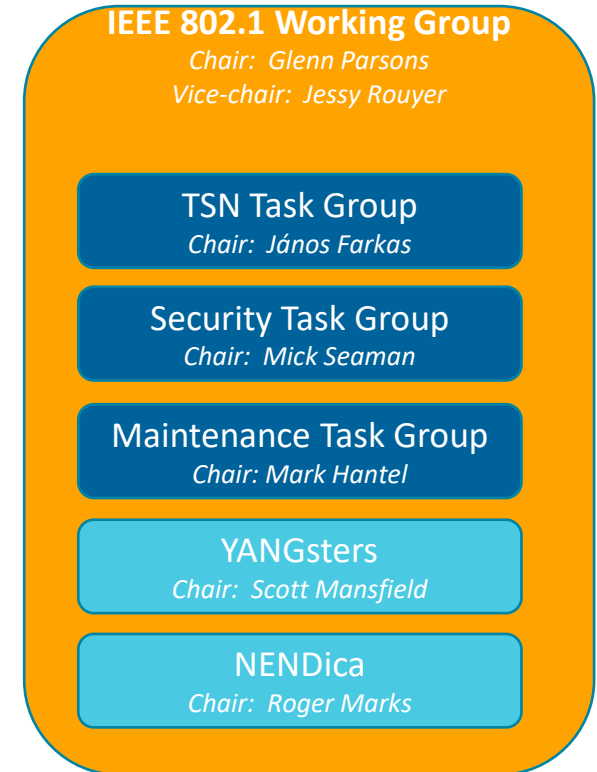 IEEE 802.1 Working Group
Chair:  Glenn Parsons
Vice-chair:  Jessy Rouyer
TSN Task Group
Chair:  János Farkas
Security Task Group
Chair:  Mick Seaman
Maintenance Task Group
Chair: Mark Hantel
YANGsters
Chair:  Scott Mansfield
NENDica
Chair:  Roger Marks